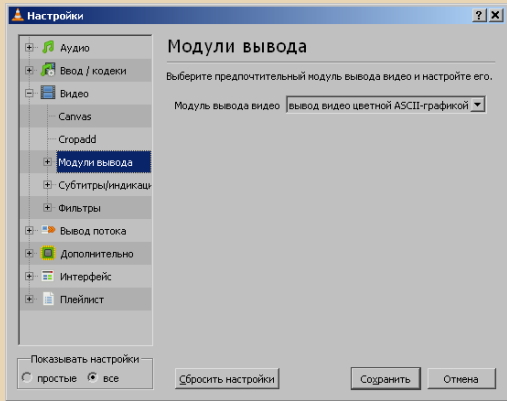 Настройки
Аудио
Ввод / кодеки
Видео
Canvas
Cropadd
Модули вывода
Субтитры/индикаци
Фильтры
Вывод потока
Дополнительно
Интерфейс
Плейлист
Показывать настройки
простые все
Модули вывода
Выберите предпочтительный модуль вывода видео и настройте его.
Модуль вывода видео вывод видео цветной ASCII-графикой
Сбросить настройки Сохранить Отмена